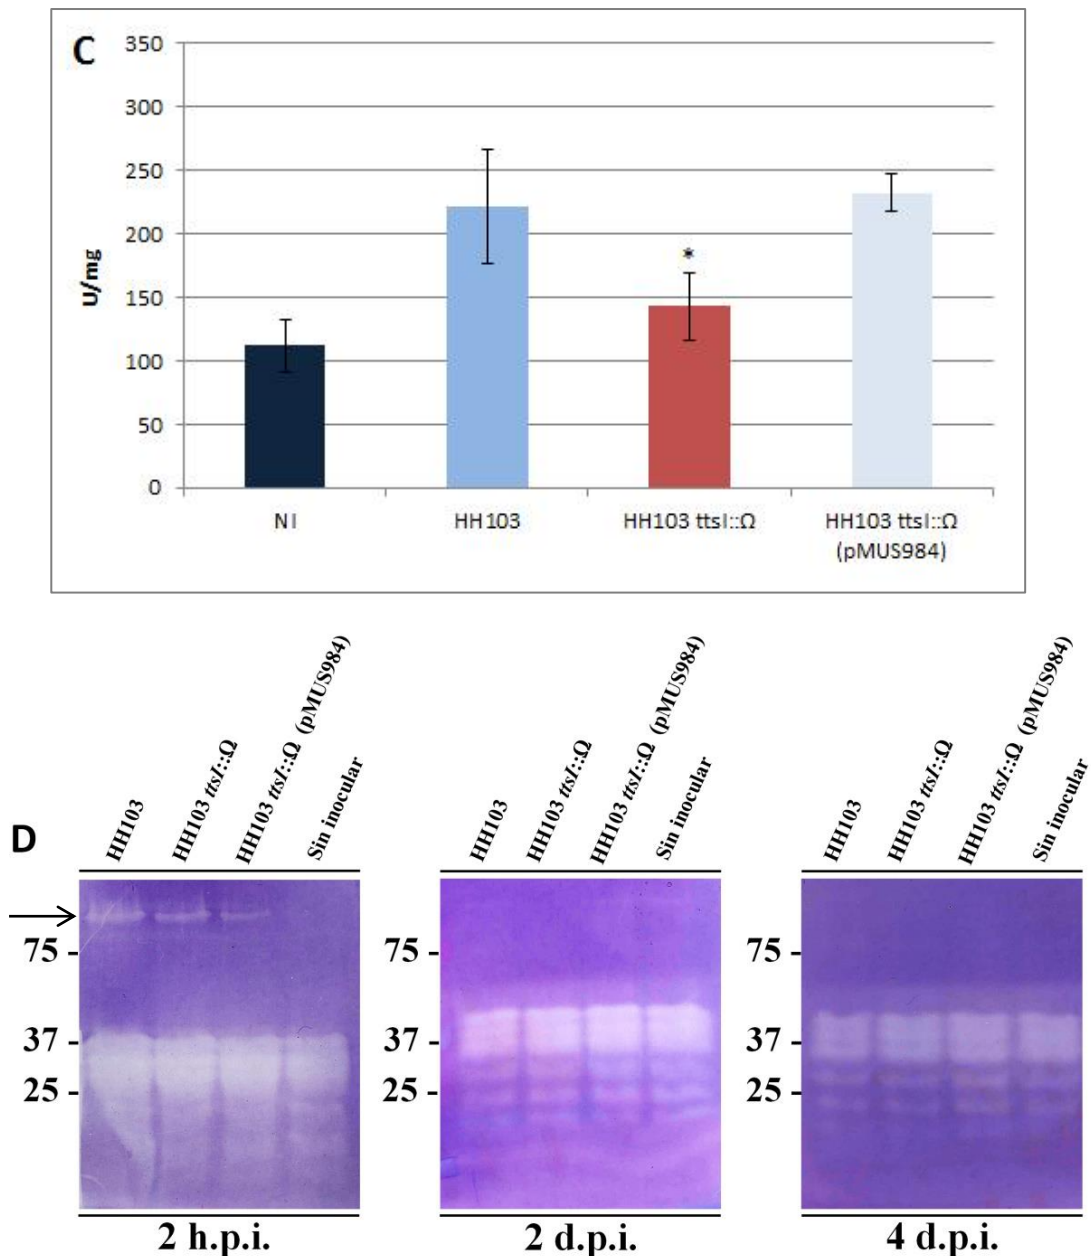 C
350
300
250
200
150
100
50
0
U/mg
*
NI
HH103
HH103 ttsI::Ω
HH103 ttsI::Ω
(pMUS984)
D
HH103
HH103 ttsI::Ω
HH103 ttsI::Ω (pMUS984)
Sin inocular
HH103
HH103 ttsI::Ω
HH103 ttsI::Ω (pMUS984)
Sin inocular
HH103
HH103 ttsI::Ω
HH103 ttsI::Ω (pMUS984)
Sin inocular
75 -
37 -
25 -
75 -
37 -
25 -
75 -
37 -
25 -
2 h.p.i.
2 d.p.i.
4 d.p.i.